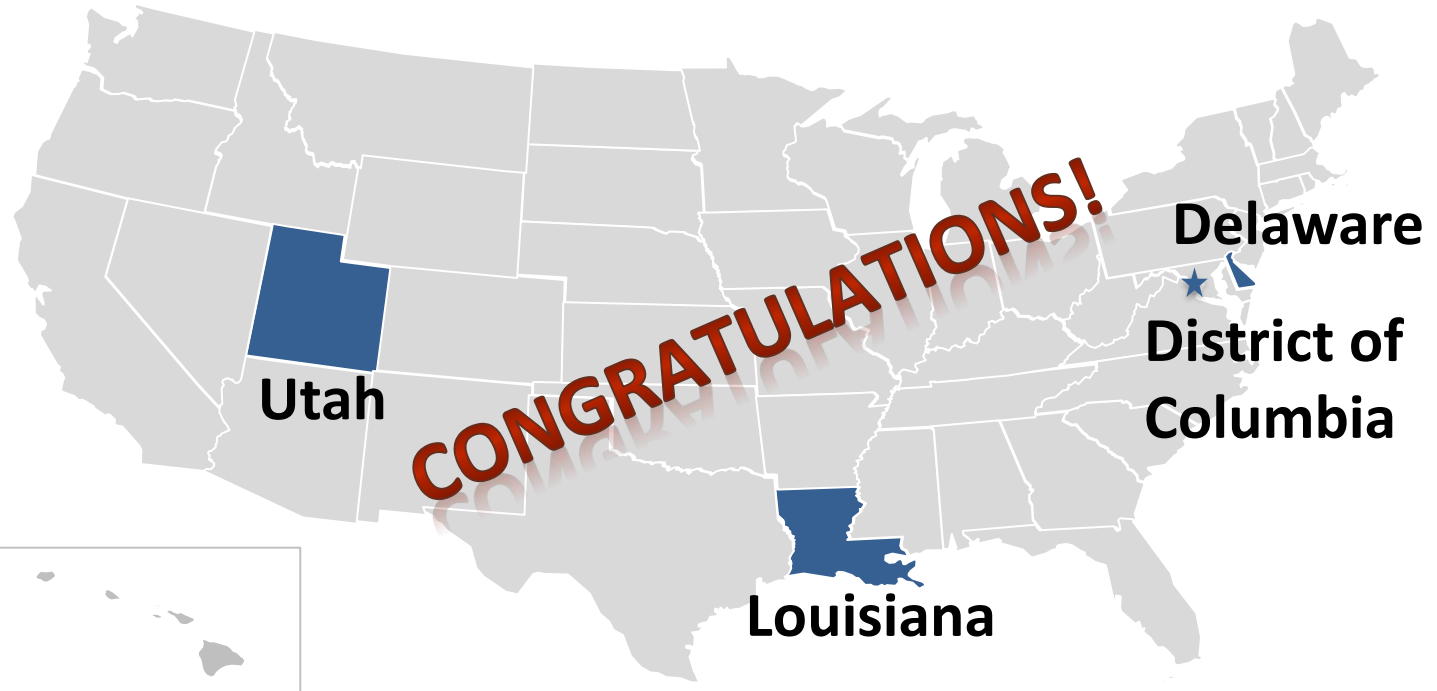 CONGRATULATIONS!
Delaware
District of
Columbia
Utah
Louisiana